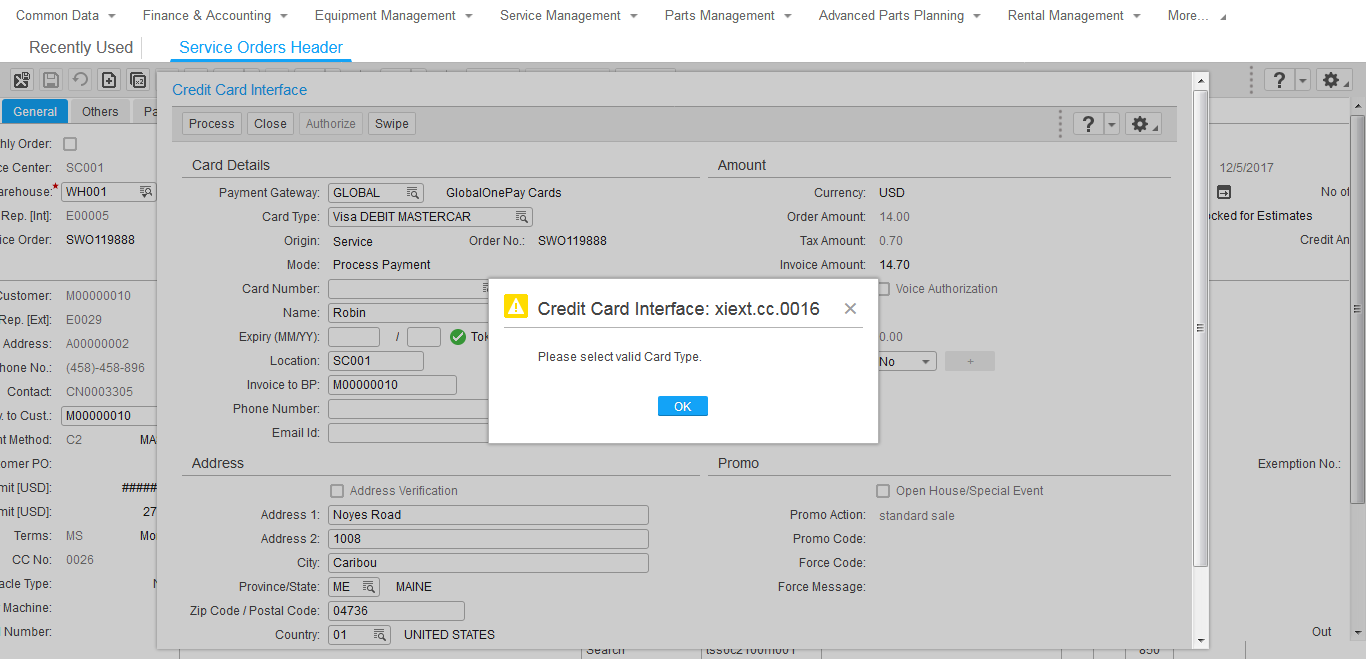 Common Data Finance & Accounting Equipment Management Service Management Parts Management Advanced Parts Planning Rental Management More...
Recently Used Service Orders Header
Credit Card Interface
General Others Pa
Process Close Authorize Swipe
hly Order:
ce Center: SC001
arehouse: WH001
Rep. [Int]: E00005
ice Order: SWO119888
Customer: M00000010
Rep. [Ext]: E0029
Address: A00000002
hone No.: (458)-458-896
Contact: CN0003305
. to Cust.: M00000010
nt Method: C2 MA
omer PO:
mit [USD]: #####
mit [USD]: 27
Terms: MS Mo
CC No: 0026
acle Type:
Machine:
l Number:
Card Details
Payment Gateway: GLOBAL GlobalOnePay Cards
Card Type: Visa DEBIT MASTERCAR
Origin: Service Order No.: SWO119888
Mode: Process Payment
Card Number:
Name: Robin
Expiry (MM/YY): / Tok
Location: SC001
Invoice to BP: M00000010
Phone Number:
Email Id:
Amount
Currency: USD
Order Amount: 14.00
Tax Amount: 0.70
Invoice Amount: 14.70
Voice Authorization
0.00
No
+
Credit Card Interface: xiext.cc.0016
Please select valid Card Type.
OK
Address
Address Verification
Address 1: Noyes Road
Address 2: 1008
City: Caribou
Province/State: ME MAINE
Zip Code / Postal Code: 04736
Country: 01 UNITED STATES
Promo
Open House/Special Event
Promo Action: standard sale
Promo Code:
Force Code:
Force Message:
12/5/2017
No of
ocked for Estimates
Credit An
Exemption No.:
Out
Search tssoc2100m001 850